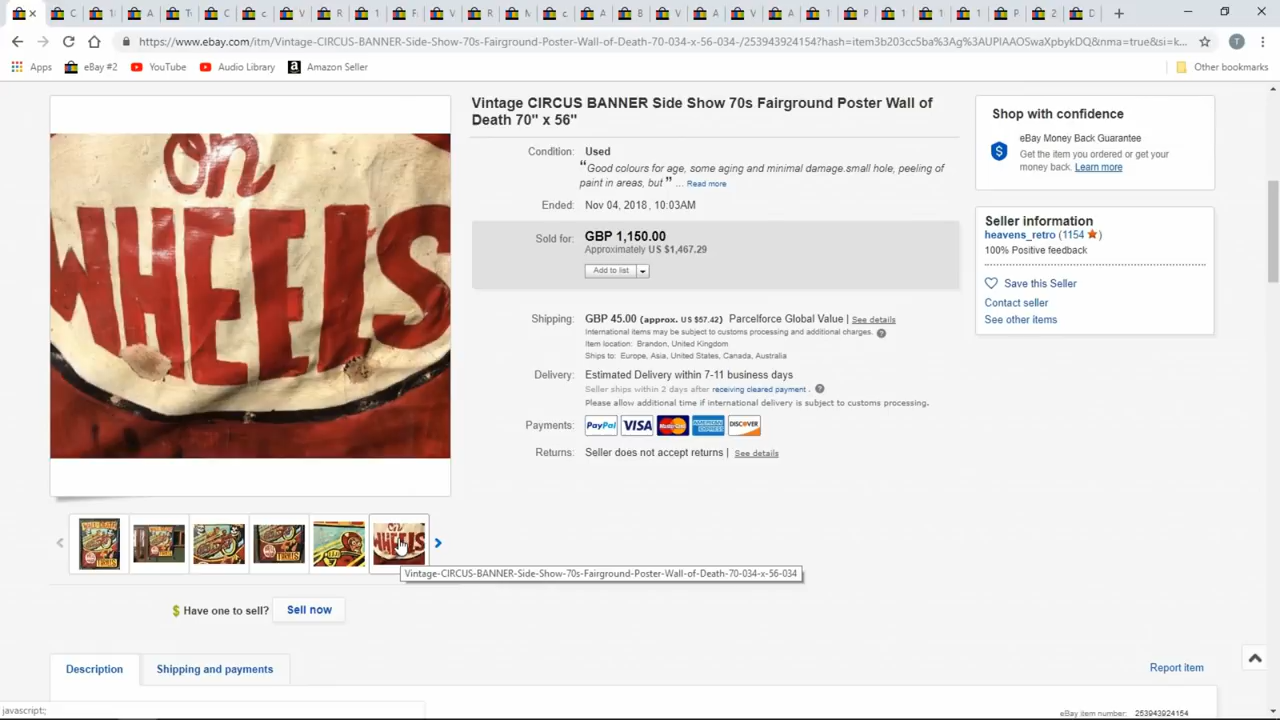 https://www.ebay.com/itm/Vintage-CIRCUS-BANNER-Side-Show-70s-Fairground-Poster-Wall-of-Death-70-034-x-56-034-/253943924154?hash=item3b203cc5ba%3Ag%3AUPIAAOSwaXpbykDQ&nma=true&si=k...
T
Apps
eBay #2
YouTube
Audio Library
Amazon Seller
Other bookmarks
on
WHEELS
Vintage CIRCUS BANNER Side Show 70s Fairground Poster Wall of
Death 70" x 56"
Condition: Used
"Good colours for age, some aging and minimal damage.small hole, peeling of
paint in areas, but " ... Read more
Ended: Nov 04, 2018 , 10:03AM
Sold for: GBP 1,150.00
Approximately US $1,467.29
Add to list
Shipping: GBP 45.00 (approx. US $57.42) Parcelforce Global Value | See details
International items may be subject to customs processing and additional charges. ?
Item location: Brandon, United Kingdom
Ships to: Europe, Asia, United States, Canada, Australia
Delivery: Estimated Delivery within 7-11 business days
Seller ships within 2 days after receiving cleared payment . ?
Please allow additional time if international delivery is subject to customs processing.
Payments: PayPal VISA MasterCard AMERICAN EXPRESS DISCOVER
Returns: Seller does not accept returns | See details
Shop with confidence
eBay Money Back Guarantee
Get the item you ordered or get your
money back. Learn more
Seller information
heavens_retro (1154 )
100% Positive feedback
Save this Seller
Contact seller
See other items
Vintage-CIRCUS-BANNER-Side-Show-70s-Fairground-Poster-Wall-of-Death-70-034-x-56-034
$ Have one to sell? Sell now
Description
Shipping and payments
Report item
javascript:;
eBay item number: 253943924154